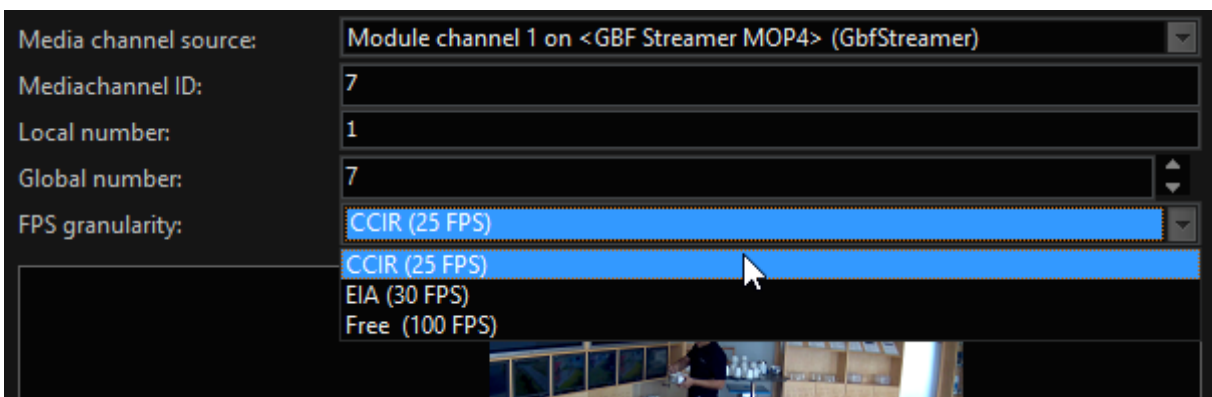 Media channel source: Module channel 1 on <GBF Streamer MOP4> (GbfStreamer)
Mediachannel ID: 7
Local number: 1
Global number: 7
FPS granularity: CCIR (25 FPS)
CCIR (25 FPS)
EIA (30 FPS)
Free  (100 FPS)